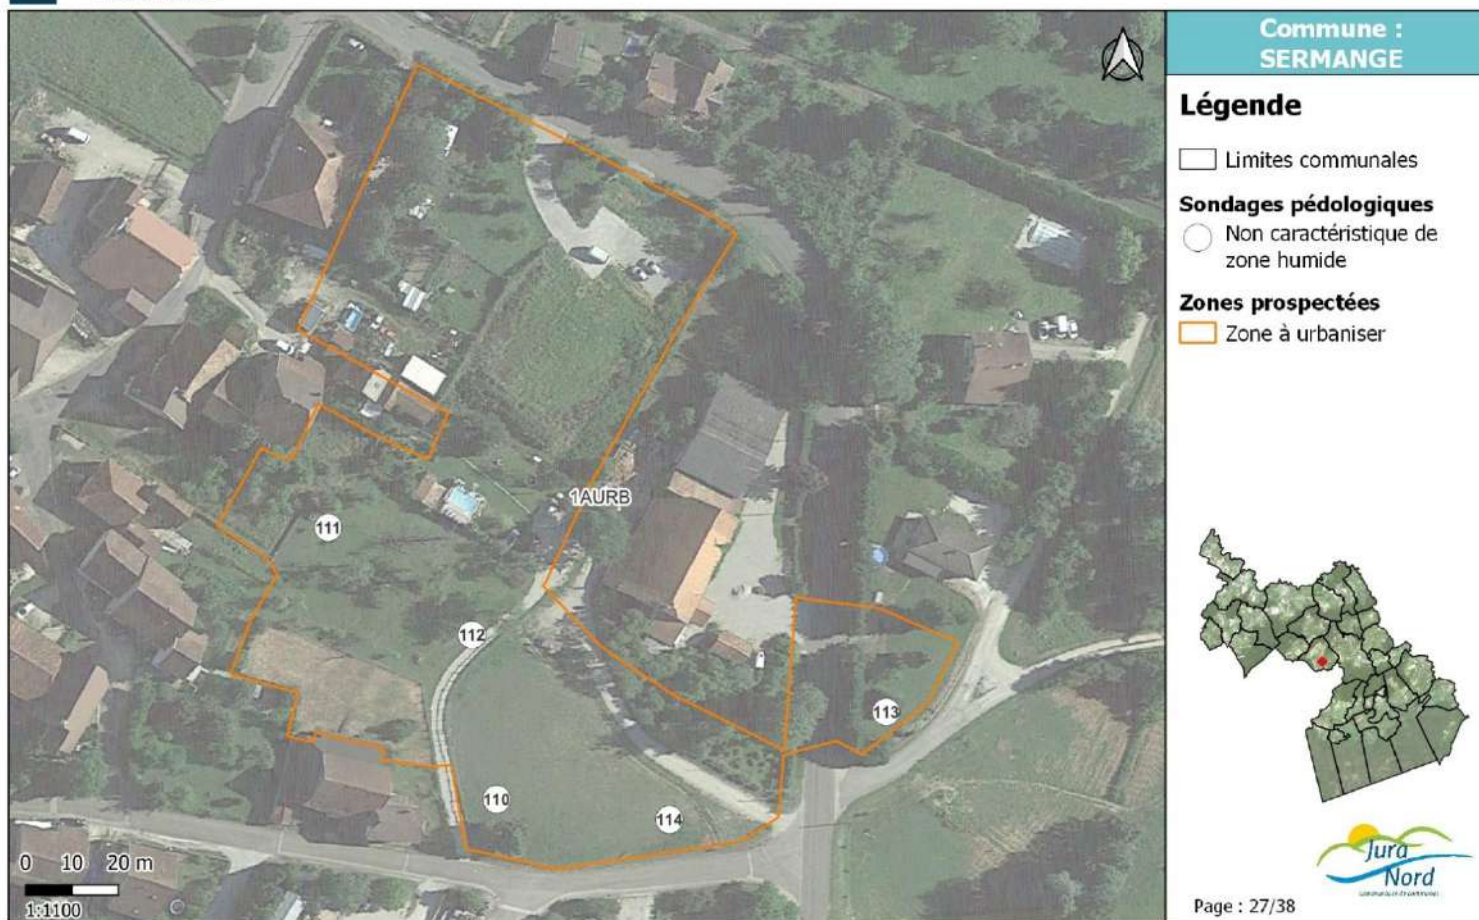 Commune :
SERMANGE
Légende
Limites communales
Sondages pédologiques
Non caractéristique de
zone humide
Zones prospectées
Zone à urbaniser
1AURB
111
112
113
110
114
0 10 20 m
1:1100
Jura
Nord
Page : 27/38